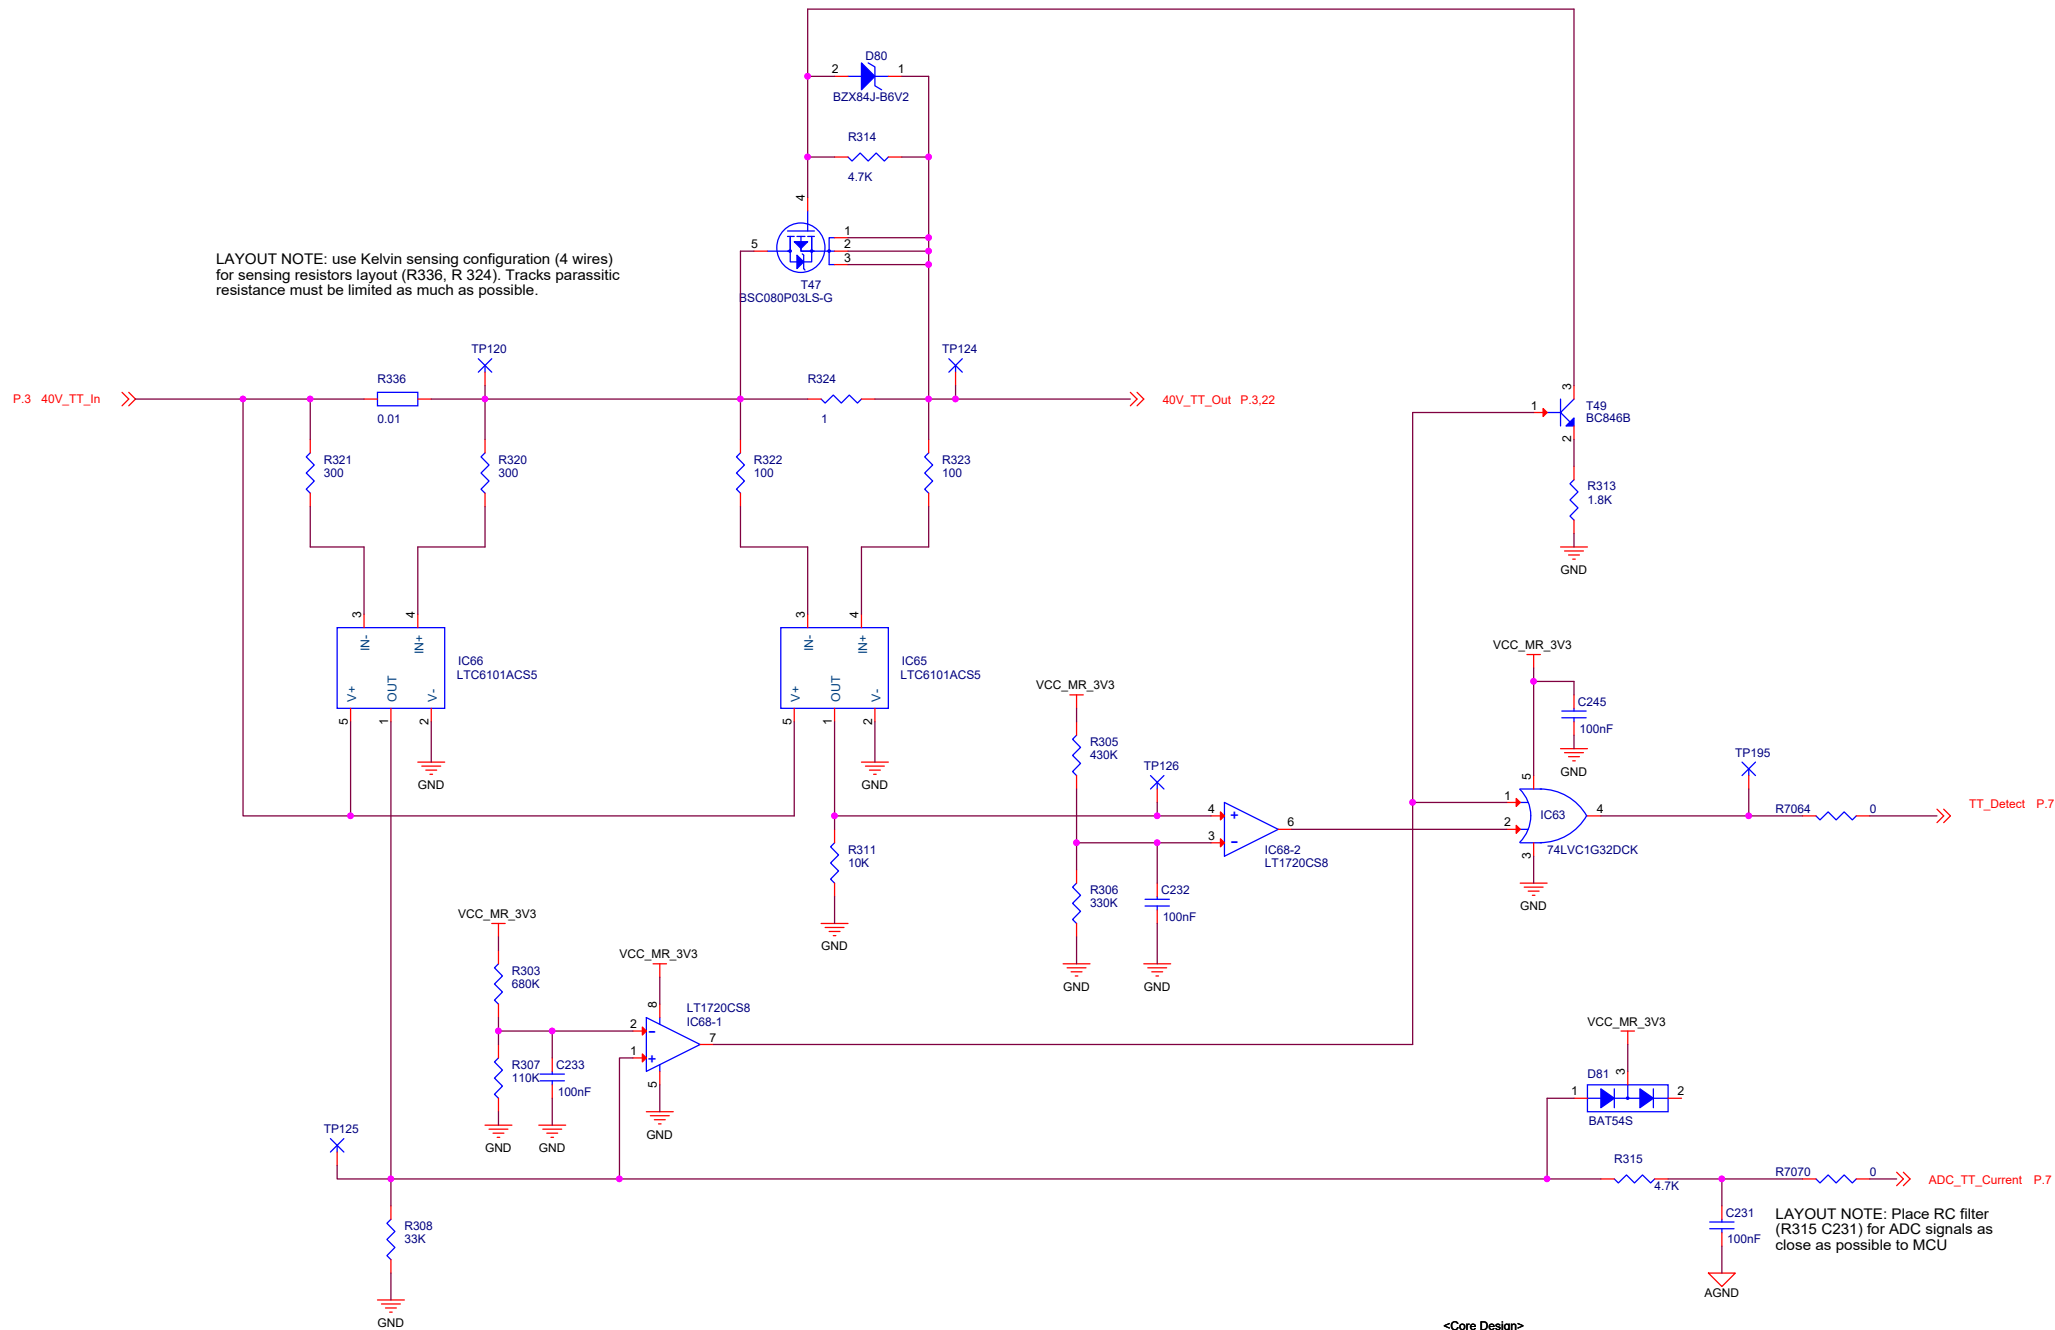 D80
2
1
BZX84J-B6V2
R314
4.7K
4
5
1
2
3
T47
BSC080P03LS-G
LAYOUT NOTE: use Kelvin sensing configuration (4 wires)
for sensing resistors layout (R336, R 324). Tracks parassitic
resistance must be limited as much as possible.
TP120
TP124
P.3 40V_TT_In
R336
0.01
R324
1
40V_TT_Out P.3,22
3
1
T49
BC846B
2
R321
300
R320
300
R322
100
R323
100
R313
1.8K
GND
3
4
IN-
IN+
IC66
LTC6101ACS5
V+
OUT
V-
5
1
2
GND
3
4
IN-
IN+
IC65
LTC6101ACS5
V+
OUT
V-
5
1
2
GND
VCC_MR_3V3
R305
430K
TP126
4
3
+
-
6
IC68-2
LT1720CS8
R311
10K
GND
R306
330K
C232
100nF
GND
GND
VCC_MR_3V3
C245
100nF
GND
5
1
2
IC63
4
3
74LVC1G32DCK
GND
TP195
R7064
0
TT_Detect P.7
VCC_MR_3V3
R303
680K
VCC_MR_3V3
LT1720CS8
IC68-1
8
2
1
-
+
7
5
R307
110K
C233
100nF
GND
GND
GND
VCC_MR_3V3
D81
3
1
2
BAT54S
TP125
R315
4.7K
R7070
0
ADC_TT_Current P.7
R308
33K
GND
C231
100nF
AGND
LAYOUT NOTE: Place RC filter
(R315 C231) for ADC signals as
close as possible to MCU
<Core Design>